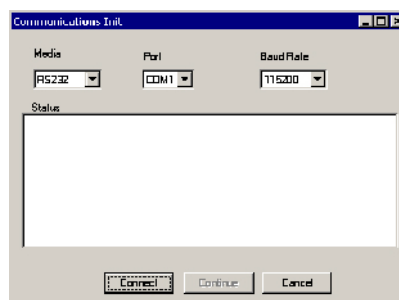 Communications Init
Media Port Baud Rate
RS232 COM1 115200
Status
Connect Continue Cancel